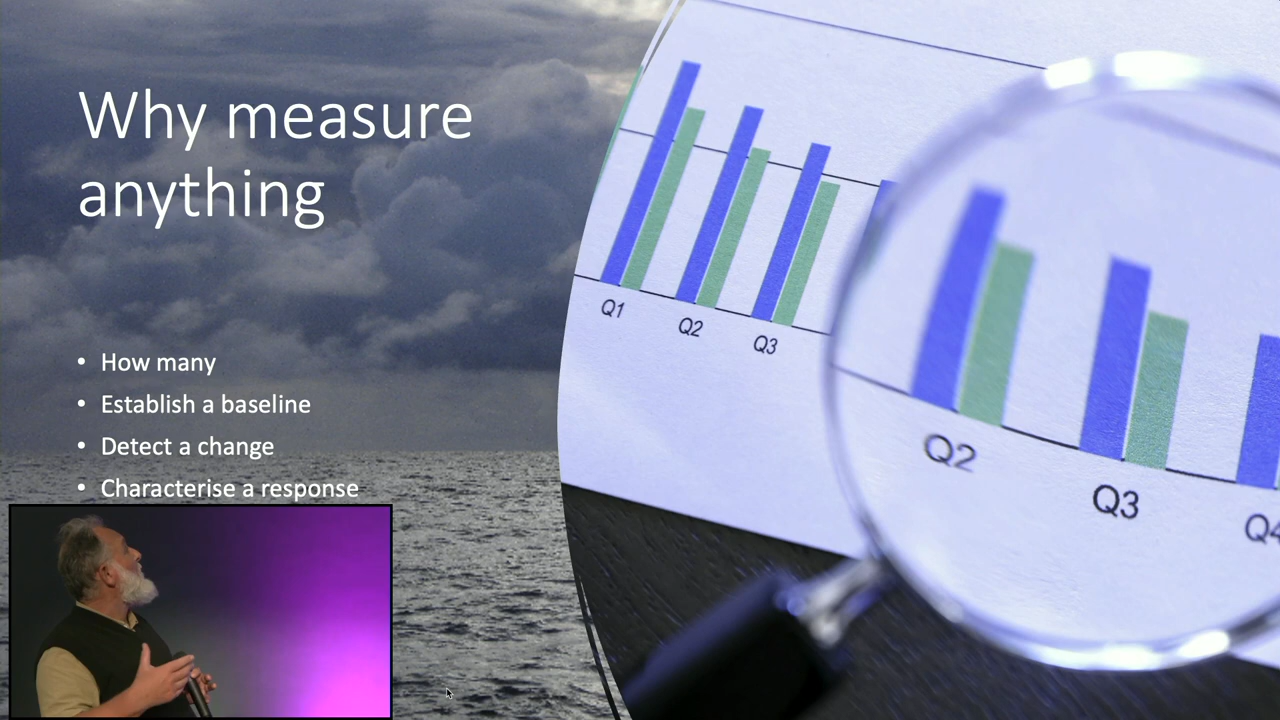 Why measure
anything
• How many
• Establish a baseline
• Detect a change
• Characterise a response
Q1
Q2
Q3
Q2
Q3
Q4